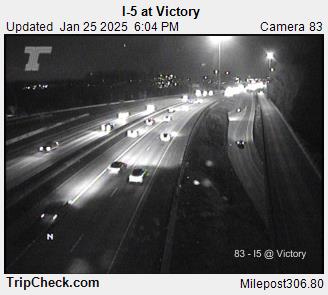 I-5 at Victory
Updated  Jan 25 2025  6:04 PM
Camera 83
T
N
83 - I5 @ Victory
TripCheck.com
Milepost306.80